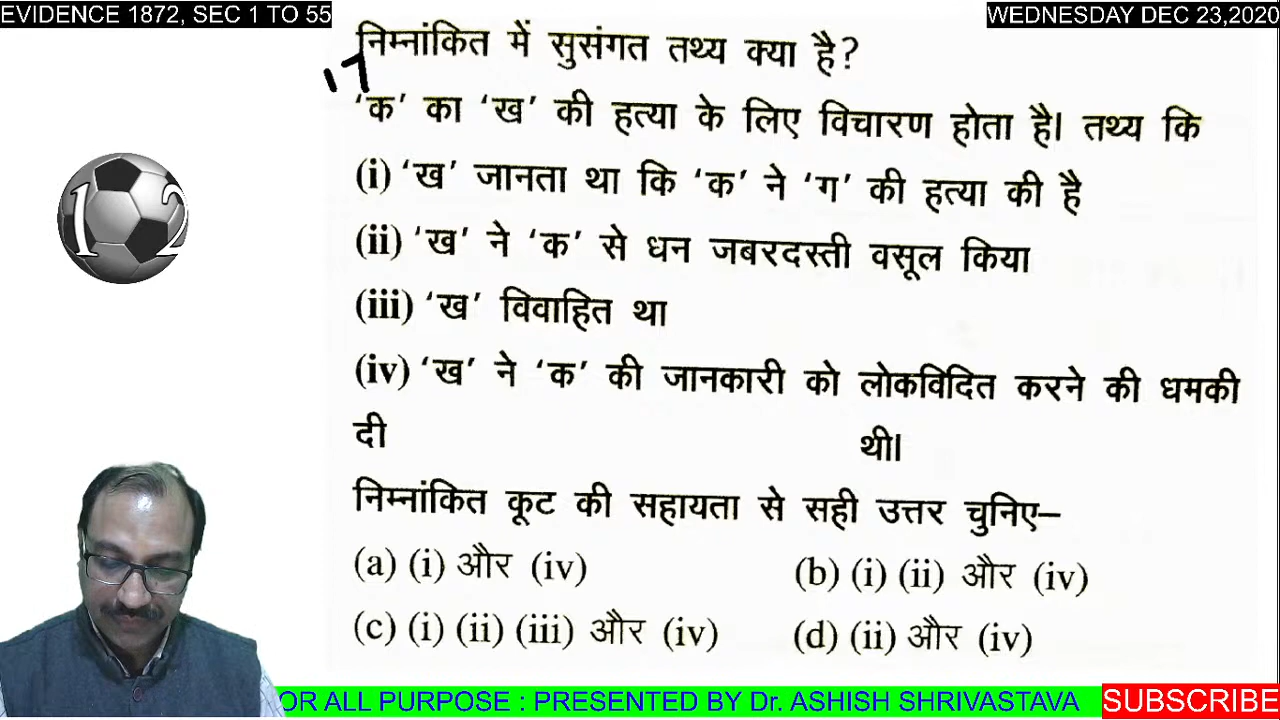 EVIDENCE 1872, SEC 1 TO 55
WEDNESDAY DEC 23,2020
17
निम्नांकित में सुसंगत तथ्य क्या है?
'क' का 'ख' की हत्या के लिए विचारण होता है। तथ्य कि
(i) 'ख' जानता था कि 'क' ने 'ग' की हत्या की है
(ii) 'ख' ने 'क' से धन जबरदस्ती वसूल किया
(iii) 'ख' विवाहित था
(iv) 'ख' ने 'क' की जानकारी को लोकविदित करने की धमकी
दी थी।
निम्नांकित कूट की सहायता से सही उत्तर चुनिए–
(a) (i) और (iv) (b) (i) (ii) और (iv)
(c) (i) (ii) (iii) और (iv) (d) (ii) और (iv)
12
OR ALL PURPOSE : PRESENTED BY Dr. ASHISH SHRIVASTAVA
SUBSCRIBE